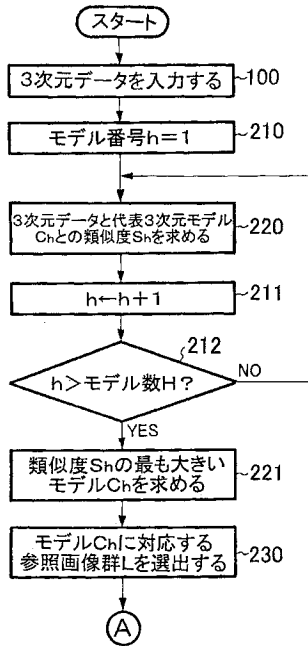 スタート
3次元データを入力する
100
モデル番号h=1
210
3次元データと代表3次元モデル
Chとの類似度Shを求める
220
h←h+1
211
212
h>モデル数H?
NO
YES
類似度Shの最も大きい
モデルChを求める
221
モデルChに対応する
参照画像群Lを選出する
230
A